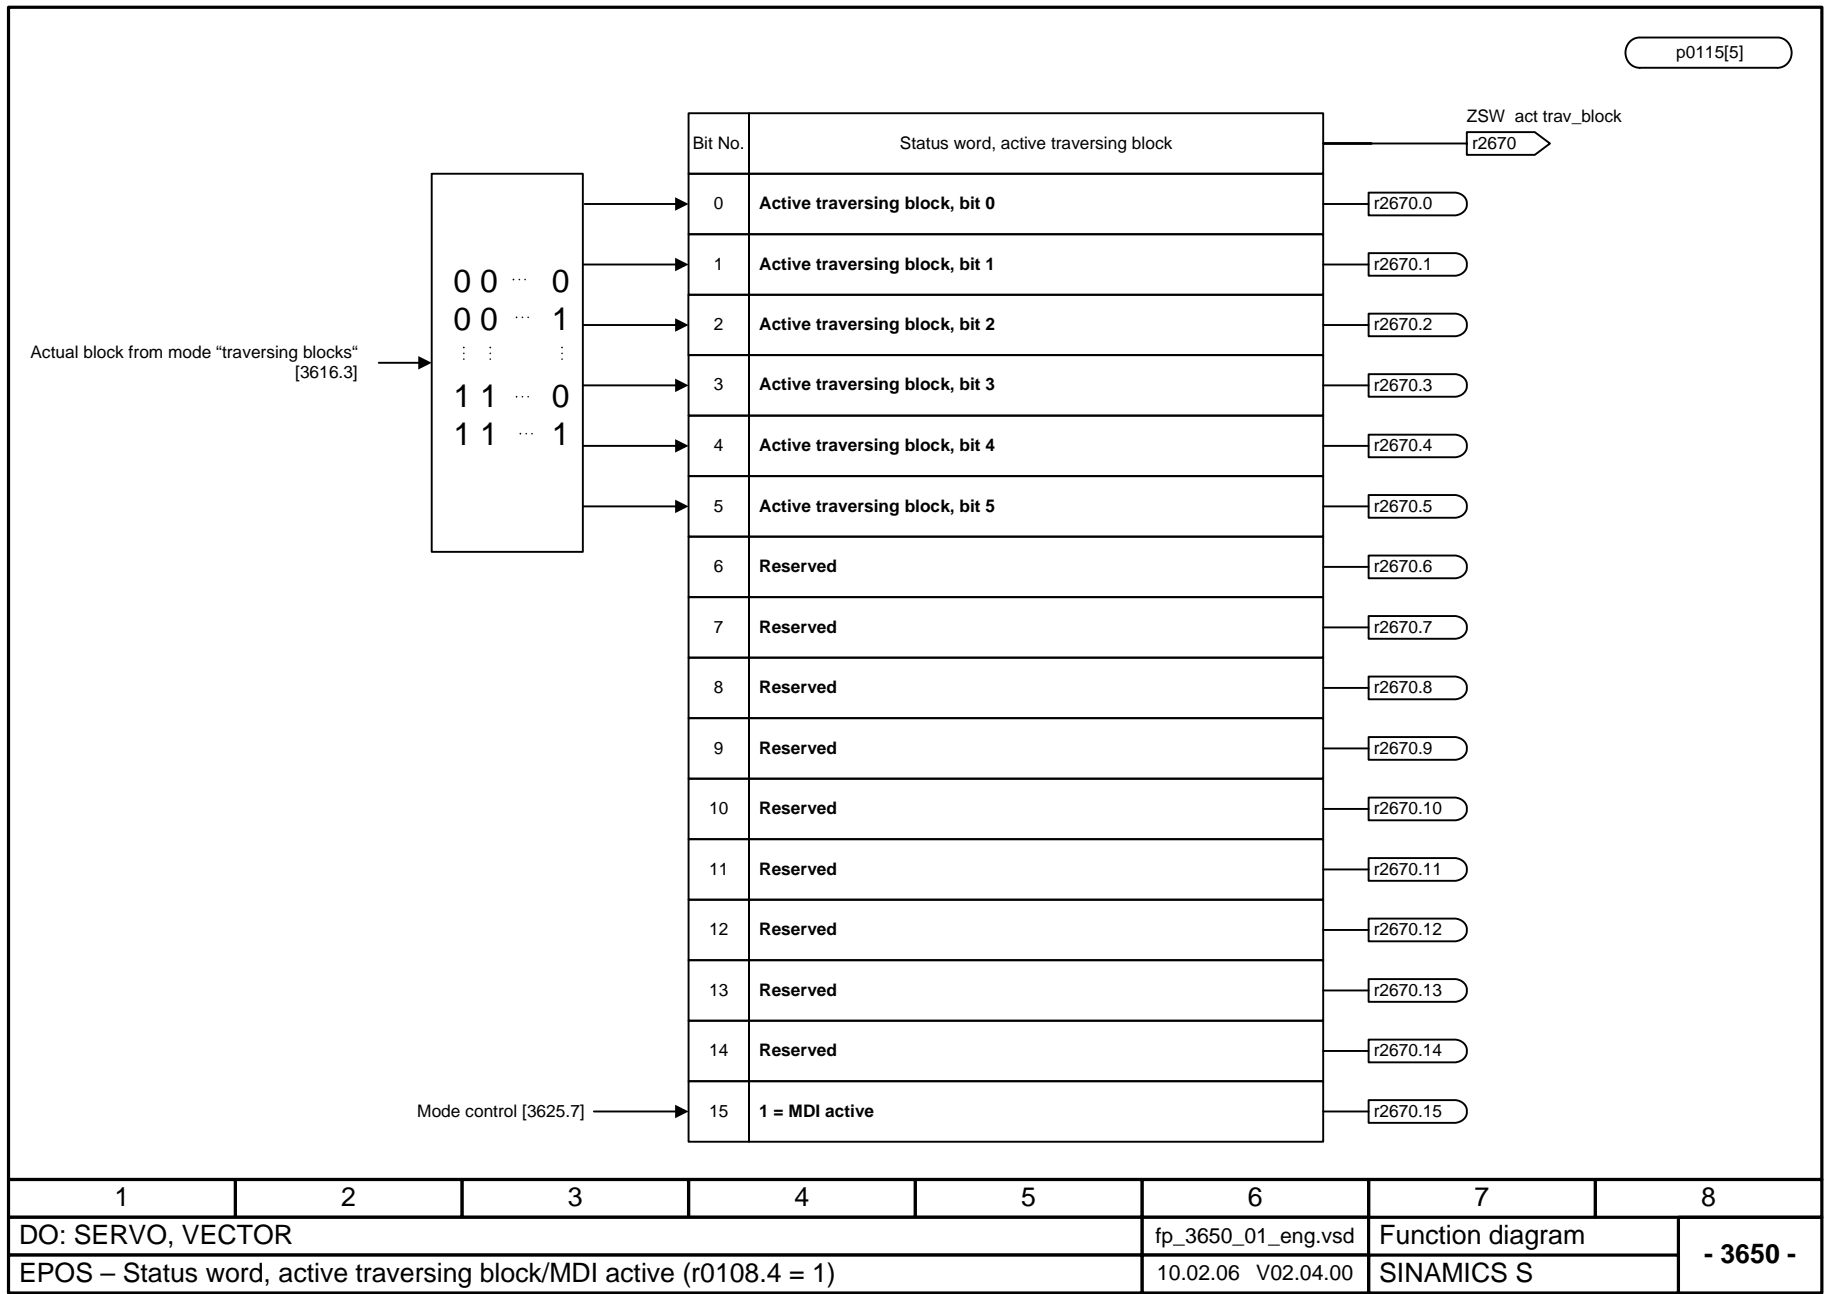 p0115[5]
ZSW act trav_block
Bit No. Status word, active traversing block r2670
0 Active traversing block, bit 0 r2670.0
1 Active traversing block, bit 1 r2670.1
2 Active traversing block, bit 2 r2670.2
3 Active traversing block, bit 3 r2670.3
4 Active traversing block, bit 4 r2670.4
5 Active traversing block, bit 5 r2670.5
6 Reserved r2670.6
7 Reserved r2670.7
8 Reserved r2670.8
9 Reserved r2670.9
10 Reserved r2670.10
11 Reserved r2670.11
12 Reserved r2670.12
13 Reserved r2670.13
14 Reserved r2670.14
Mode control [3625.7] 15 1 = MDI active r2670.15
Actual block from mode “traversing blocks“
[3616.3]
0 0 ... 0
0 0 ... 1
⋮ ⋮ ⋮
1 1 ... 0
1 1 ... 1
1 2 3 4 5 6 7 8
DO: SERVO, VECTOR fp_3650_01_eng.vsd Function diagram
- 3650 -
EPOS – Status word, active traversing block/MDI active (r0108.4 = 1) 10.02.06 V02.04.00 SINAMICS S